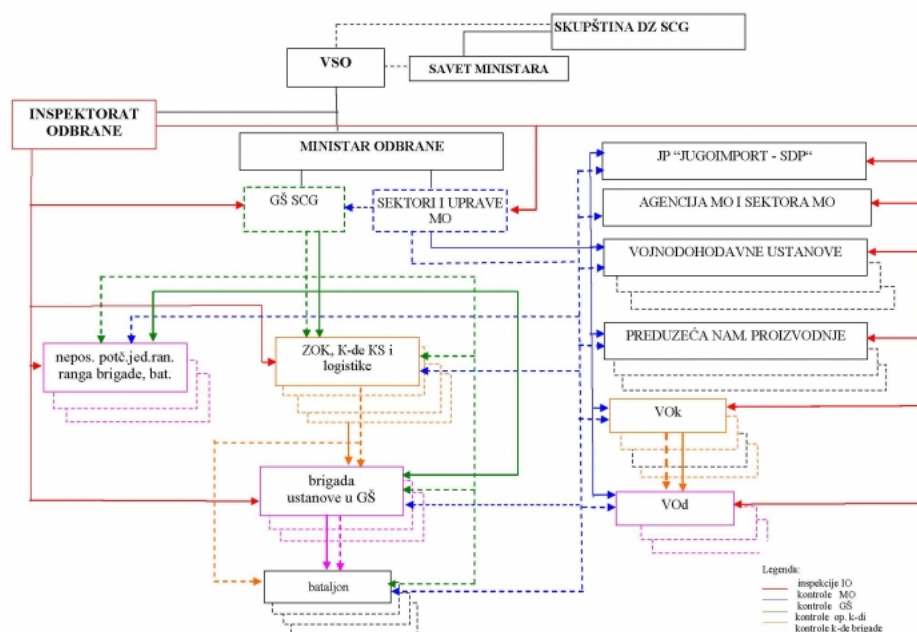 SKUPŠTINA DZ SCG
VSO
SAVET MINISTARA
INSPEKTORAT
ODBRANE
MINISTAR ODBRANE
GŠ SCG
SEKTORI I UPRAVE
MO
JP “JUGOIMPORT - SDP“
AGENCIJA MO I SEKTORA MO
VOJNODOHODAVNE USTANOVE
PREDUZEĆA NAM. PROIZVODNJE
nepos. potč.jed.ran.
ranga brigade, bat.
ZOK, K-de KS i
logistike
VOk
brigada
ustanove u GŠ
VOd
bataljon
Legenda:
inspekcije IO
kontrole MO
kontrole GŠ
kontrole op. k-di
kontrole k-de brigade